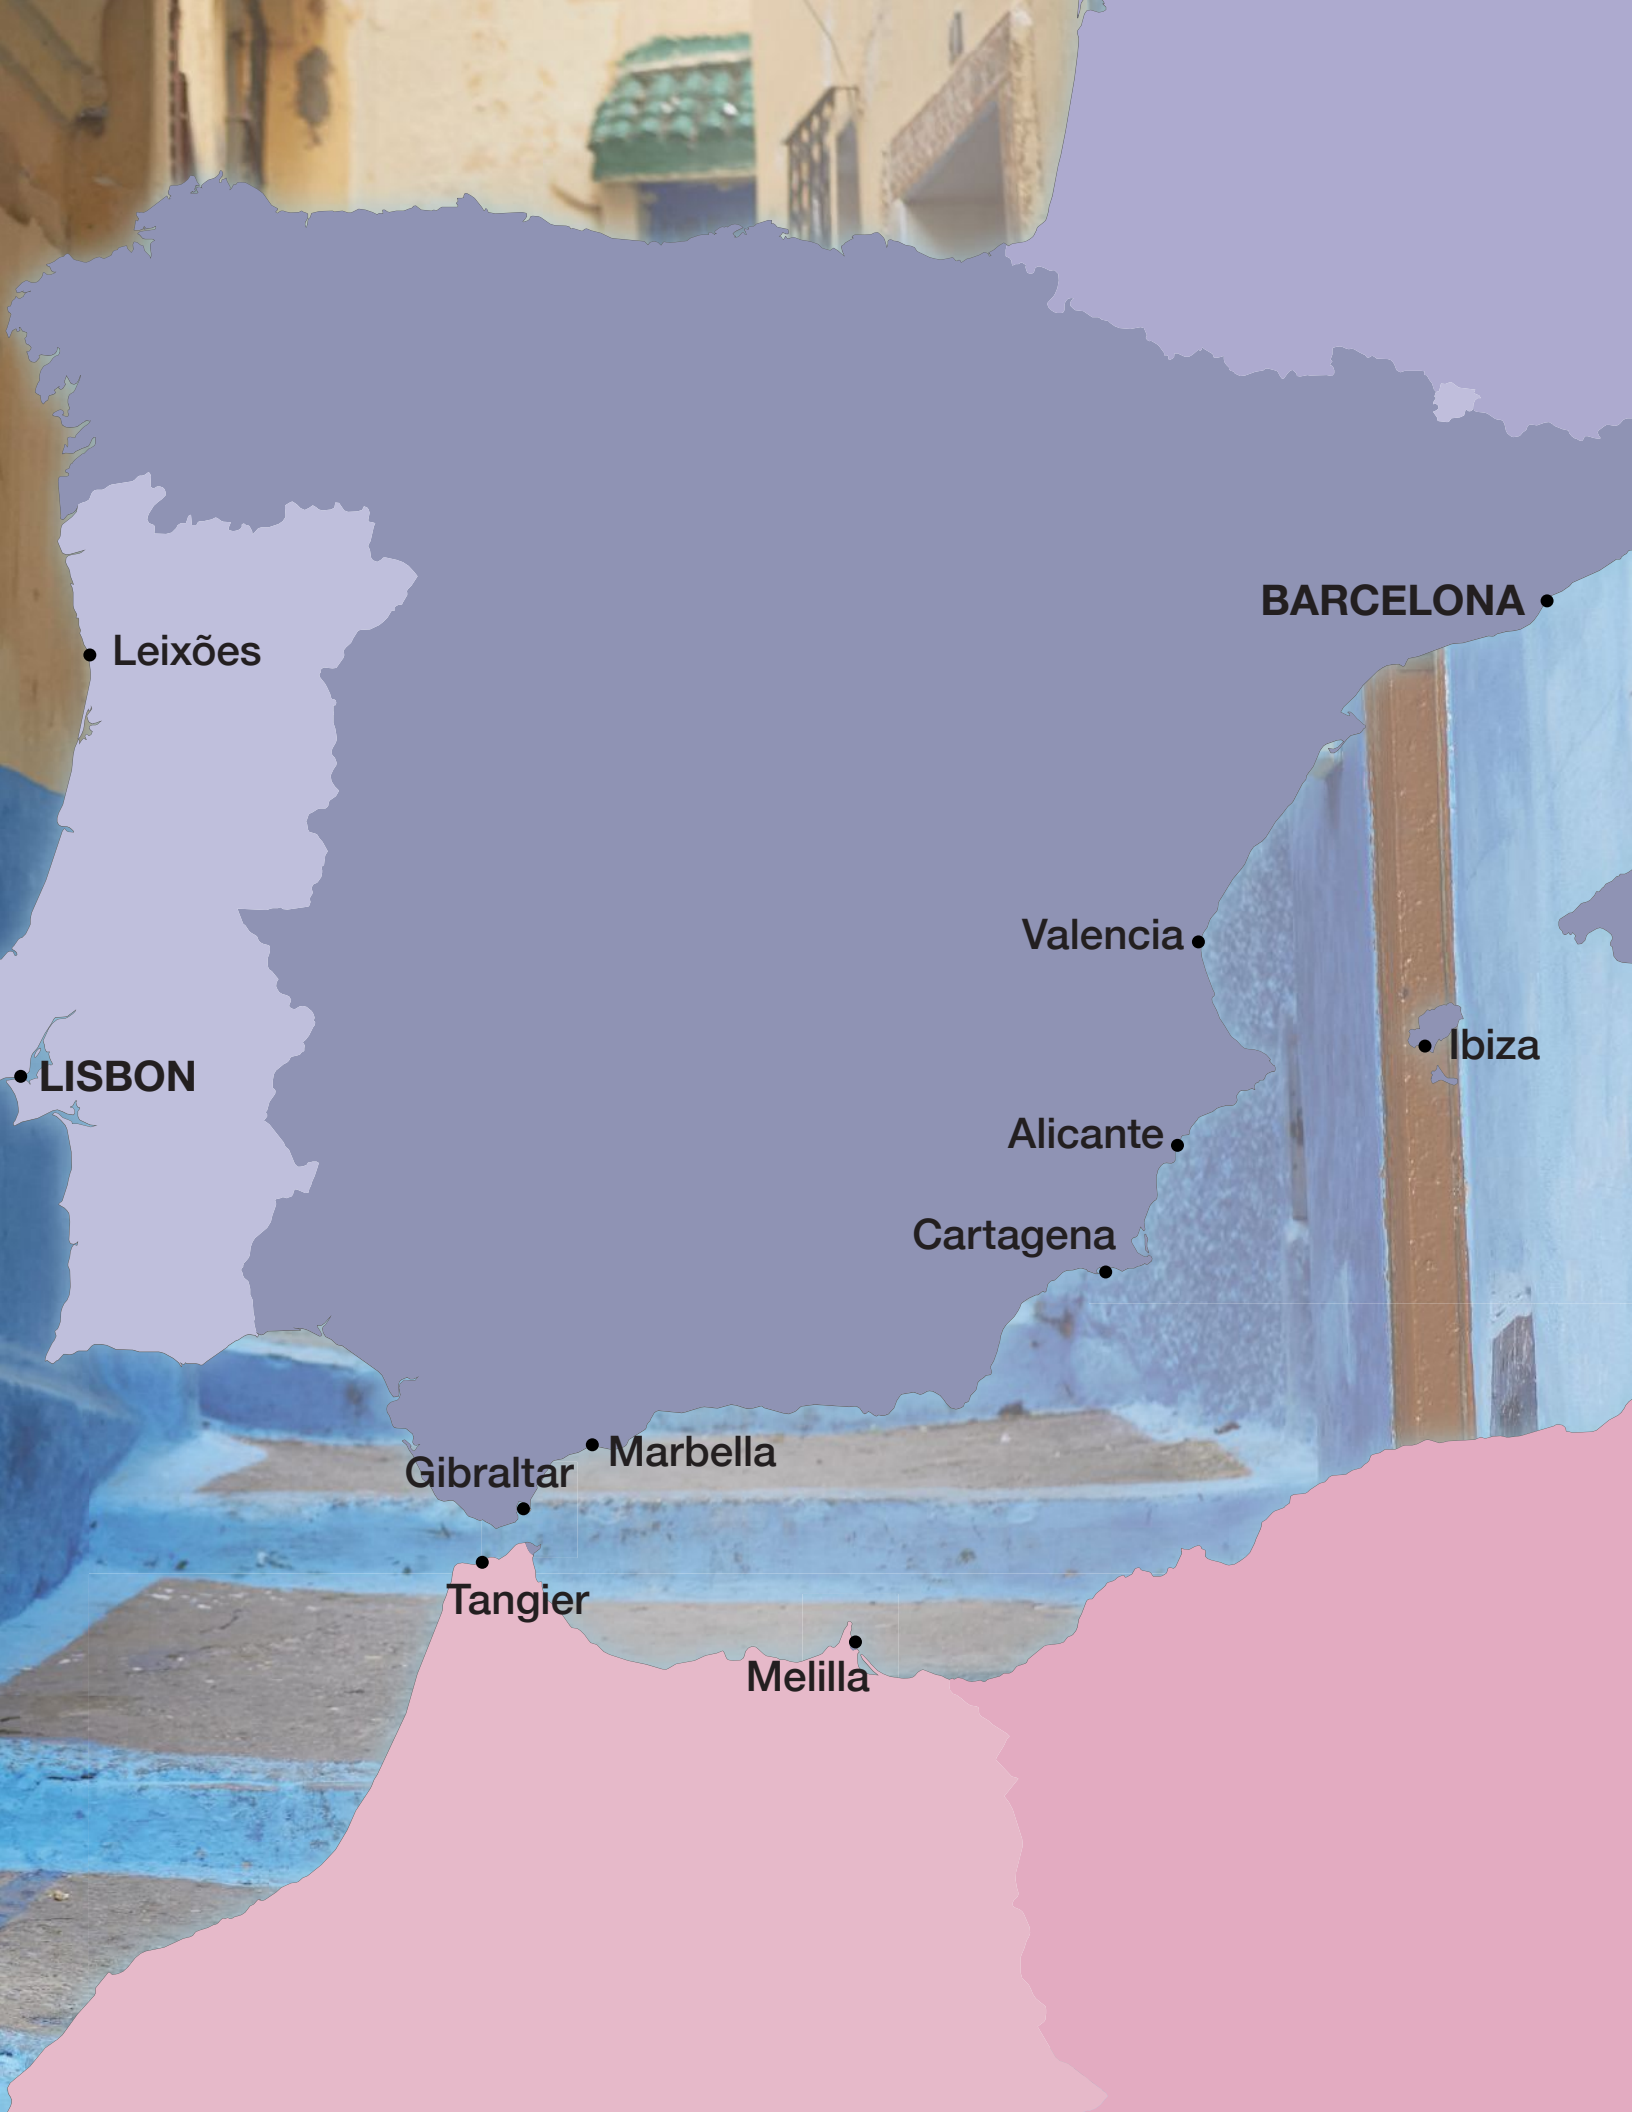 BARCELONA
Leixões
Valencia
Ibiza
LISBON
Alicante
Cartagena
Marbella
Gibraltar
Tangier
Melilla